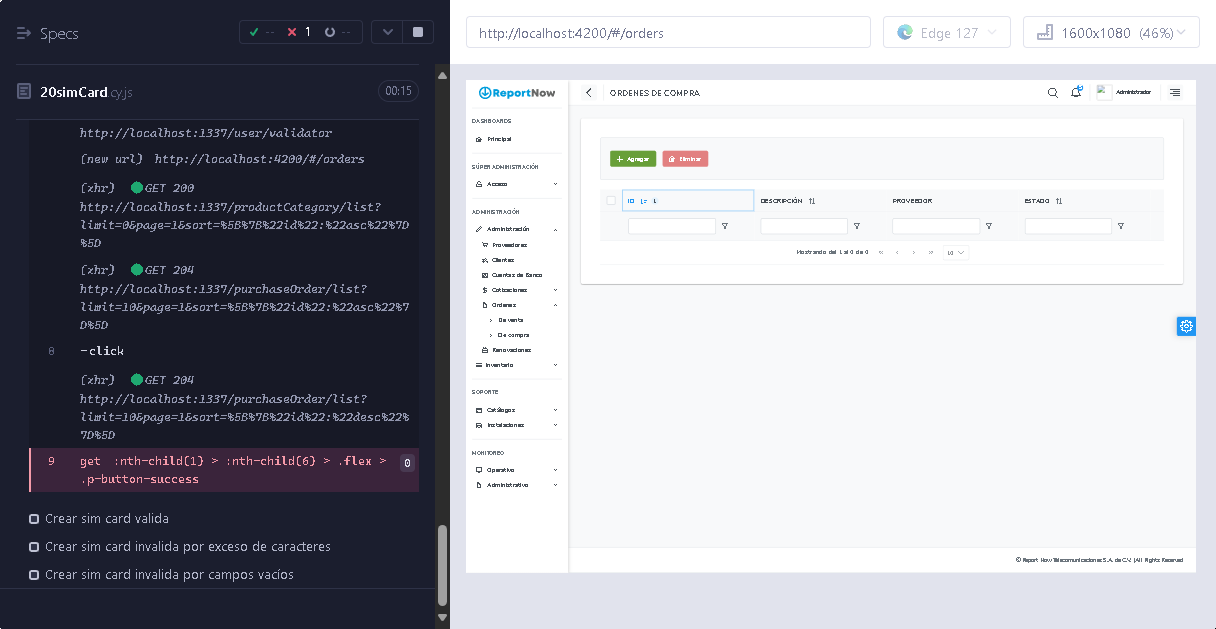 Specs
-- 1 --
20simCard.cy.js
00:15
http://localhost:1337/user/validator
(new url) http://localhost:4200/#/orders
(xhr) GET 200
http://localhost:1337/productCategory/list?
limit=0&page=1&sort=%5B%7B%22id%22:%22asc%22%7D
%5D
(xhr) GET 204
http://localhost:1337/purchaseOrder/list?
limit=10&page=1&sort=%5B%7B%22id%22:%22asc%22%7
D%5D
8 -click
(xhr) GET 204
http://localhost:1337/purchaseOrder/list?
limit=10&page=1&sort=%5B%7B%22id%22:%22desc%22%
7D%5D
9 get :nth-child(1) > :nth-child(6) > .flex >
.p-button-success
0
Crear sim card valida
Crear sim card invalida por exceso de caracteres
Crear sim card invalida por campos vacíos
http://localhost:4200/#/orders
Edge 127
1600x1080 (46%)
ReportNow
ORDENES DE COMPRA
Administrador
DASHBOARDS
Principal
SÚPER ADMINISTRACIÓN
Acceso
ADMINISTRACIÓN
Administración
Proveedores
Clientes
Cuentas de Banco
Cotizaciones
Ordenes
De venta
De compra
Renovaciones
Inventario
SOPORTE
Catálogos
Instalaciones
MONITOREO
Operativo
Administrativo
Agregar
Eliminar
ID
1
DESCRIPCIÓN
PROVEEDOR
ESTADO
Mostrando del 1 al 0 de 0
10
© Report Now Telecomunicaciones S.A. de C.V. | All Rights Reserved